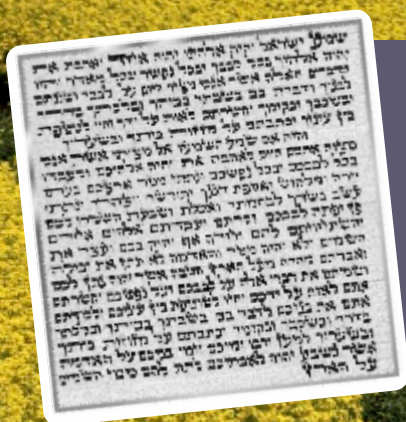 שמע ישראל יהוה אלהינו יהוה אחד ואהבת את
יהוה אלהיך בכל לבבך ובכל נפשך ובכל מאדך והיו
הדברים האלה אשר אנכי מצוך היום על לבבך ושננתם
לבניך ודברת בם בשבתך בביתך ובלכתך בדרך
ובשכבך ובקומך וקשרתם לאות על ידך והיו לטטפת
בין עיניך וכתבתם על מזזות ביתך ובשעריך
והיה אם שמע תשמעו אל מצותי אשר אנכי
מצוה אתכם היום לאהבה את יהוה אלהיכם ולעבדו
בכל לבבכם ובכל נפשכם ונתתי מטר ארצכם בעתו
יורה ומלקוש ואספת דגנך ותירשך ויצהרך ונתתי
עשב בשדך לבהמתך ואכלת ושבעת השמרו לכם
פן יפתה לבבכם וסרתם ועבדתם אלהים אחרים
והשתחויתם להם וחרה אף יהוה בכם ועצר את
השמים ולא יהיה מטר והאדמה לא תתן את יבולה
ואבדתם מהרה מעל הארץ הטבה אשר יהוה נתן לכם
ושמתם את דברי אלה על לבבכם ועל נפשכם וקשרתם
אתם לאות על ידכם והיו לטוטפת בין עיניכם ולמדתם
אתם את בניכם לדבר בם בשבתך בביתך ובלכתך
בדרך ובשכבך ובקומך וכתבתם על מזוזות ביתך
ובשעריך למען ירבו ימיכם וימי בניכם על האדמה
אשר נשבע יהוה לאבתיכם לתת להם כימי השמים
על הארץ